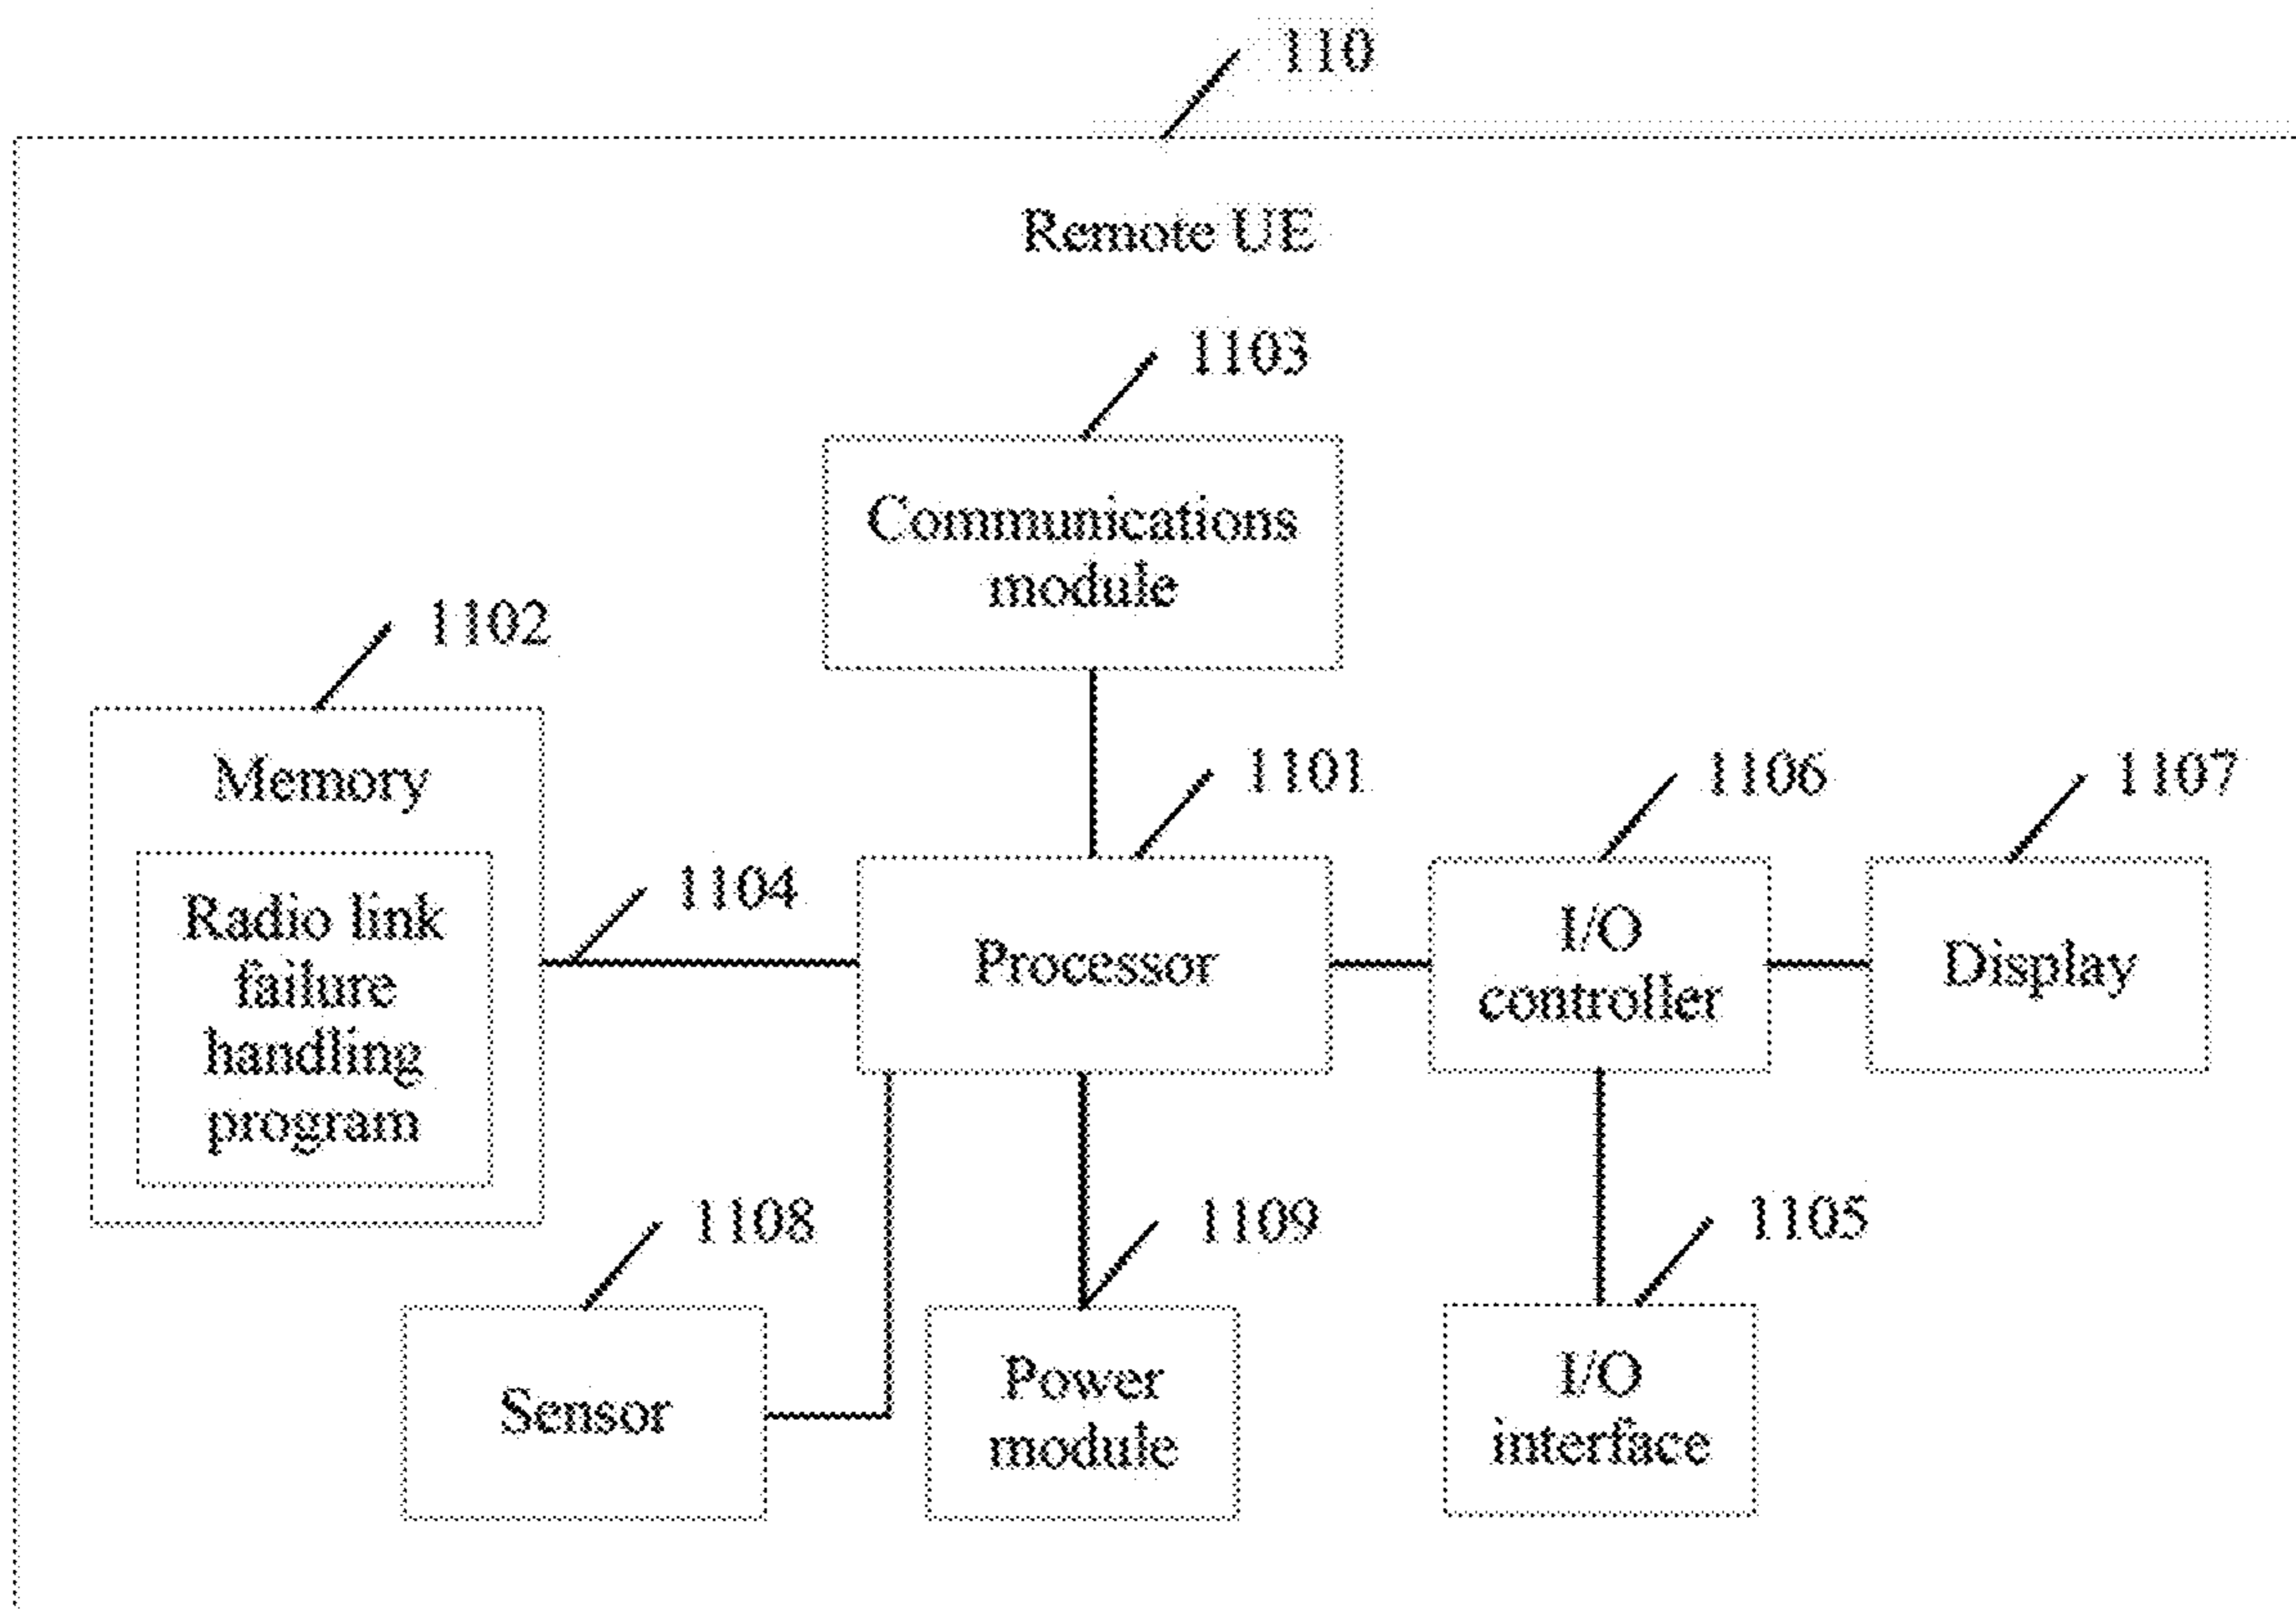 110
Remote UE
1103
Communications
module
1102
Memory
1101
1106
1107
Radio link
failure
handling
program
1104
Processor
I/O
controller
Display
1108
1109
1105
Sensor
Power
module
I/O
interface